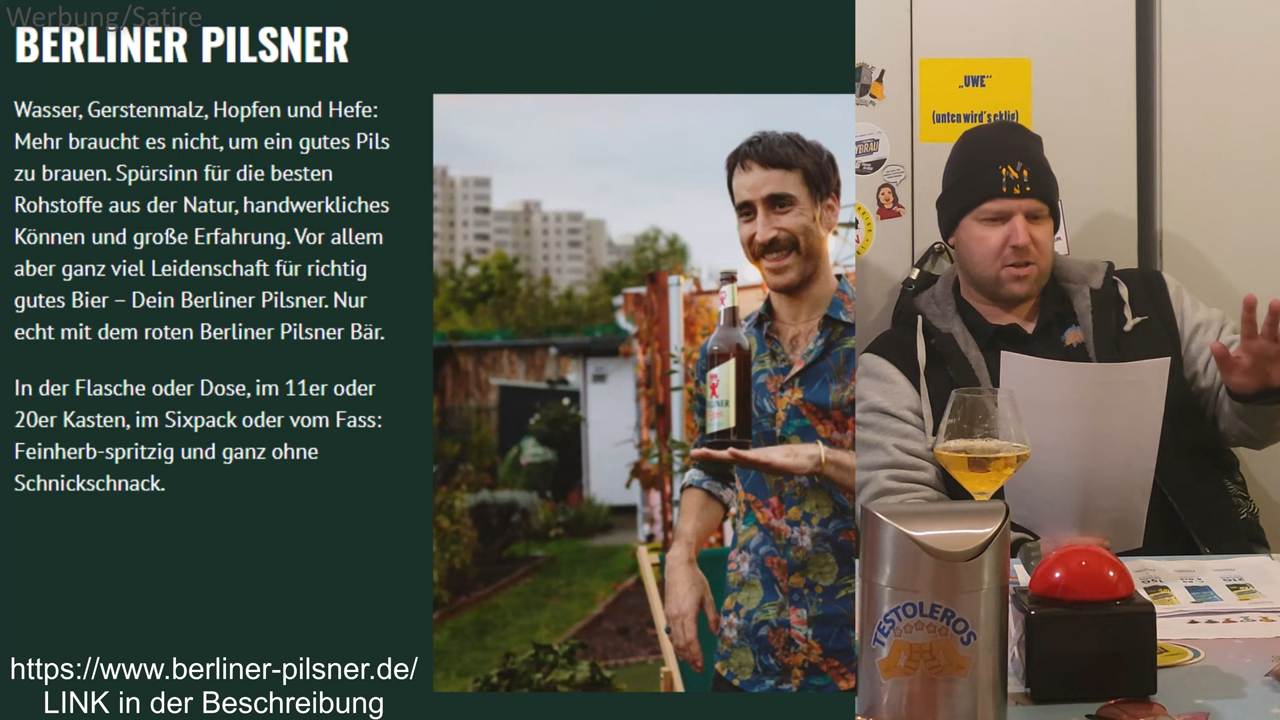 Werbung/Satire
BERLINER PILSNER
Wasser, Gerstenmalz, Hopfen und Hefe:
Mehr braucht es nicht, um ein gutes Pils
zu brauen. Spürsinn für die besten
Rohstoffe aus der Natur, handwerkliches
Können und große Erfahrung. Vor allem
aber ganz viel Leidenschaft für richtig
gutes Bier – Dein Berliner Pilsner. Nur
echt mit dem roten Berliner Pilsner Bär.
In der Flasche oder Dose, im 11er oder
20er Kasten, im Sixpack oder vom Fass:
Feinherb-spritzig und ganz ohne
Schnickschnack.
https://www.berliner-pilsner.de/
LINK in der Beschreibung
„UWE“
(unten wird´s eklig)
N!
TESTOLEROS